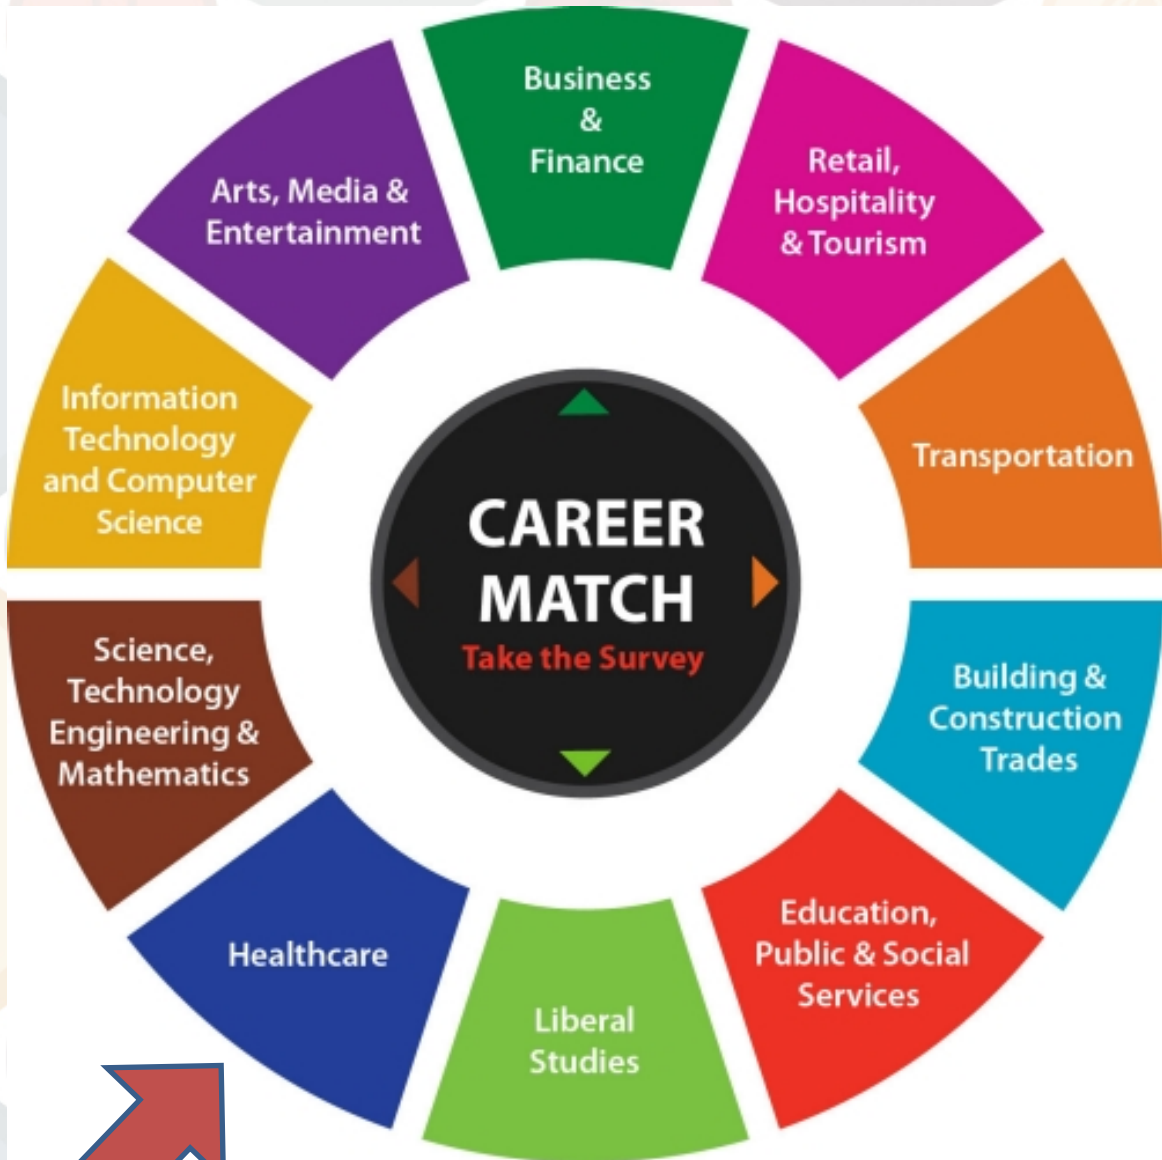 Business
&
Finance
Retail,
Hospitality
& Tourism
Transportation
Building &
Construction
Trades
Education,
Public & Social
Services
Liberal
Studies
Healthcare
Science,
Technology
Engineering &
Mathematics
Information
Technology
and Computer
Science
Arts, Media &
Entertainment
CAREER
MATCH
Take the Survey